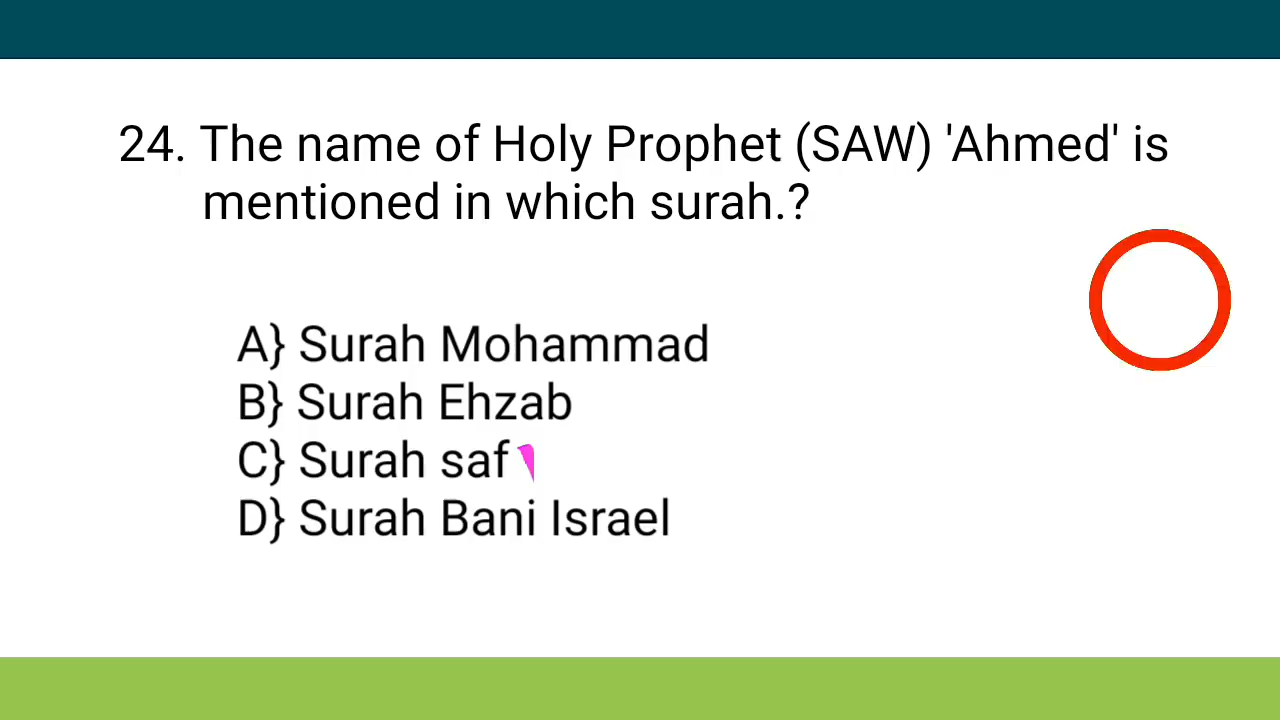 24. The name of Holy Prophet (SAW) 'Ahmed' is
mentioned in which surah.?
A} Surah Mohammad
B} Surah Ehzab
C} Surah saf
D} Surah Bani Israel